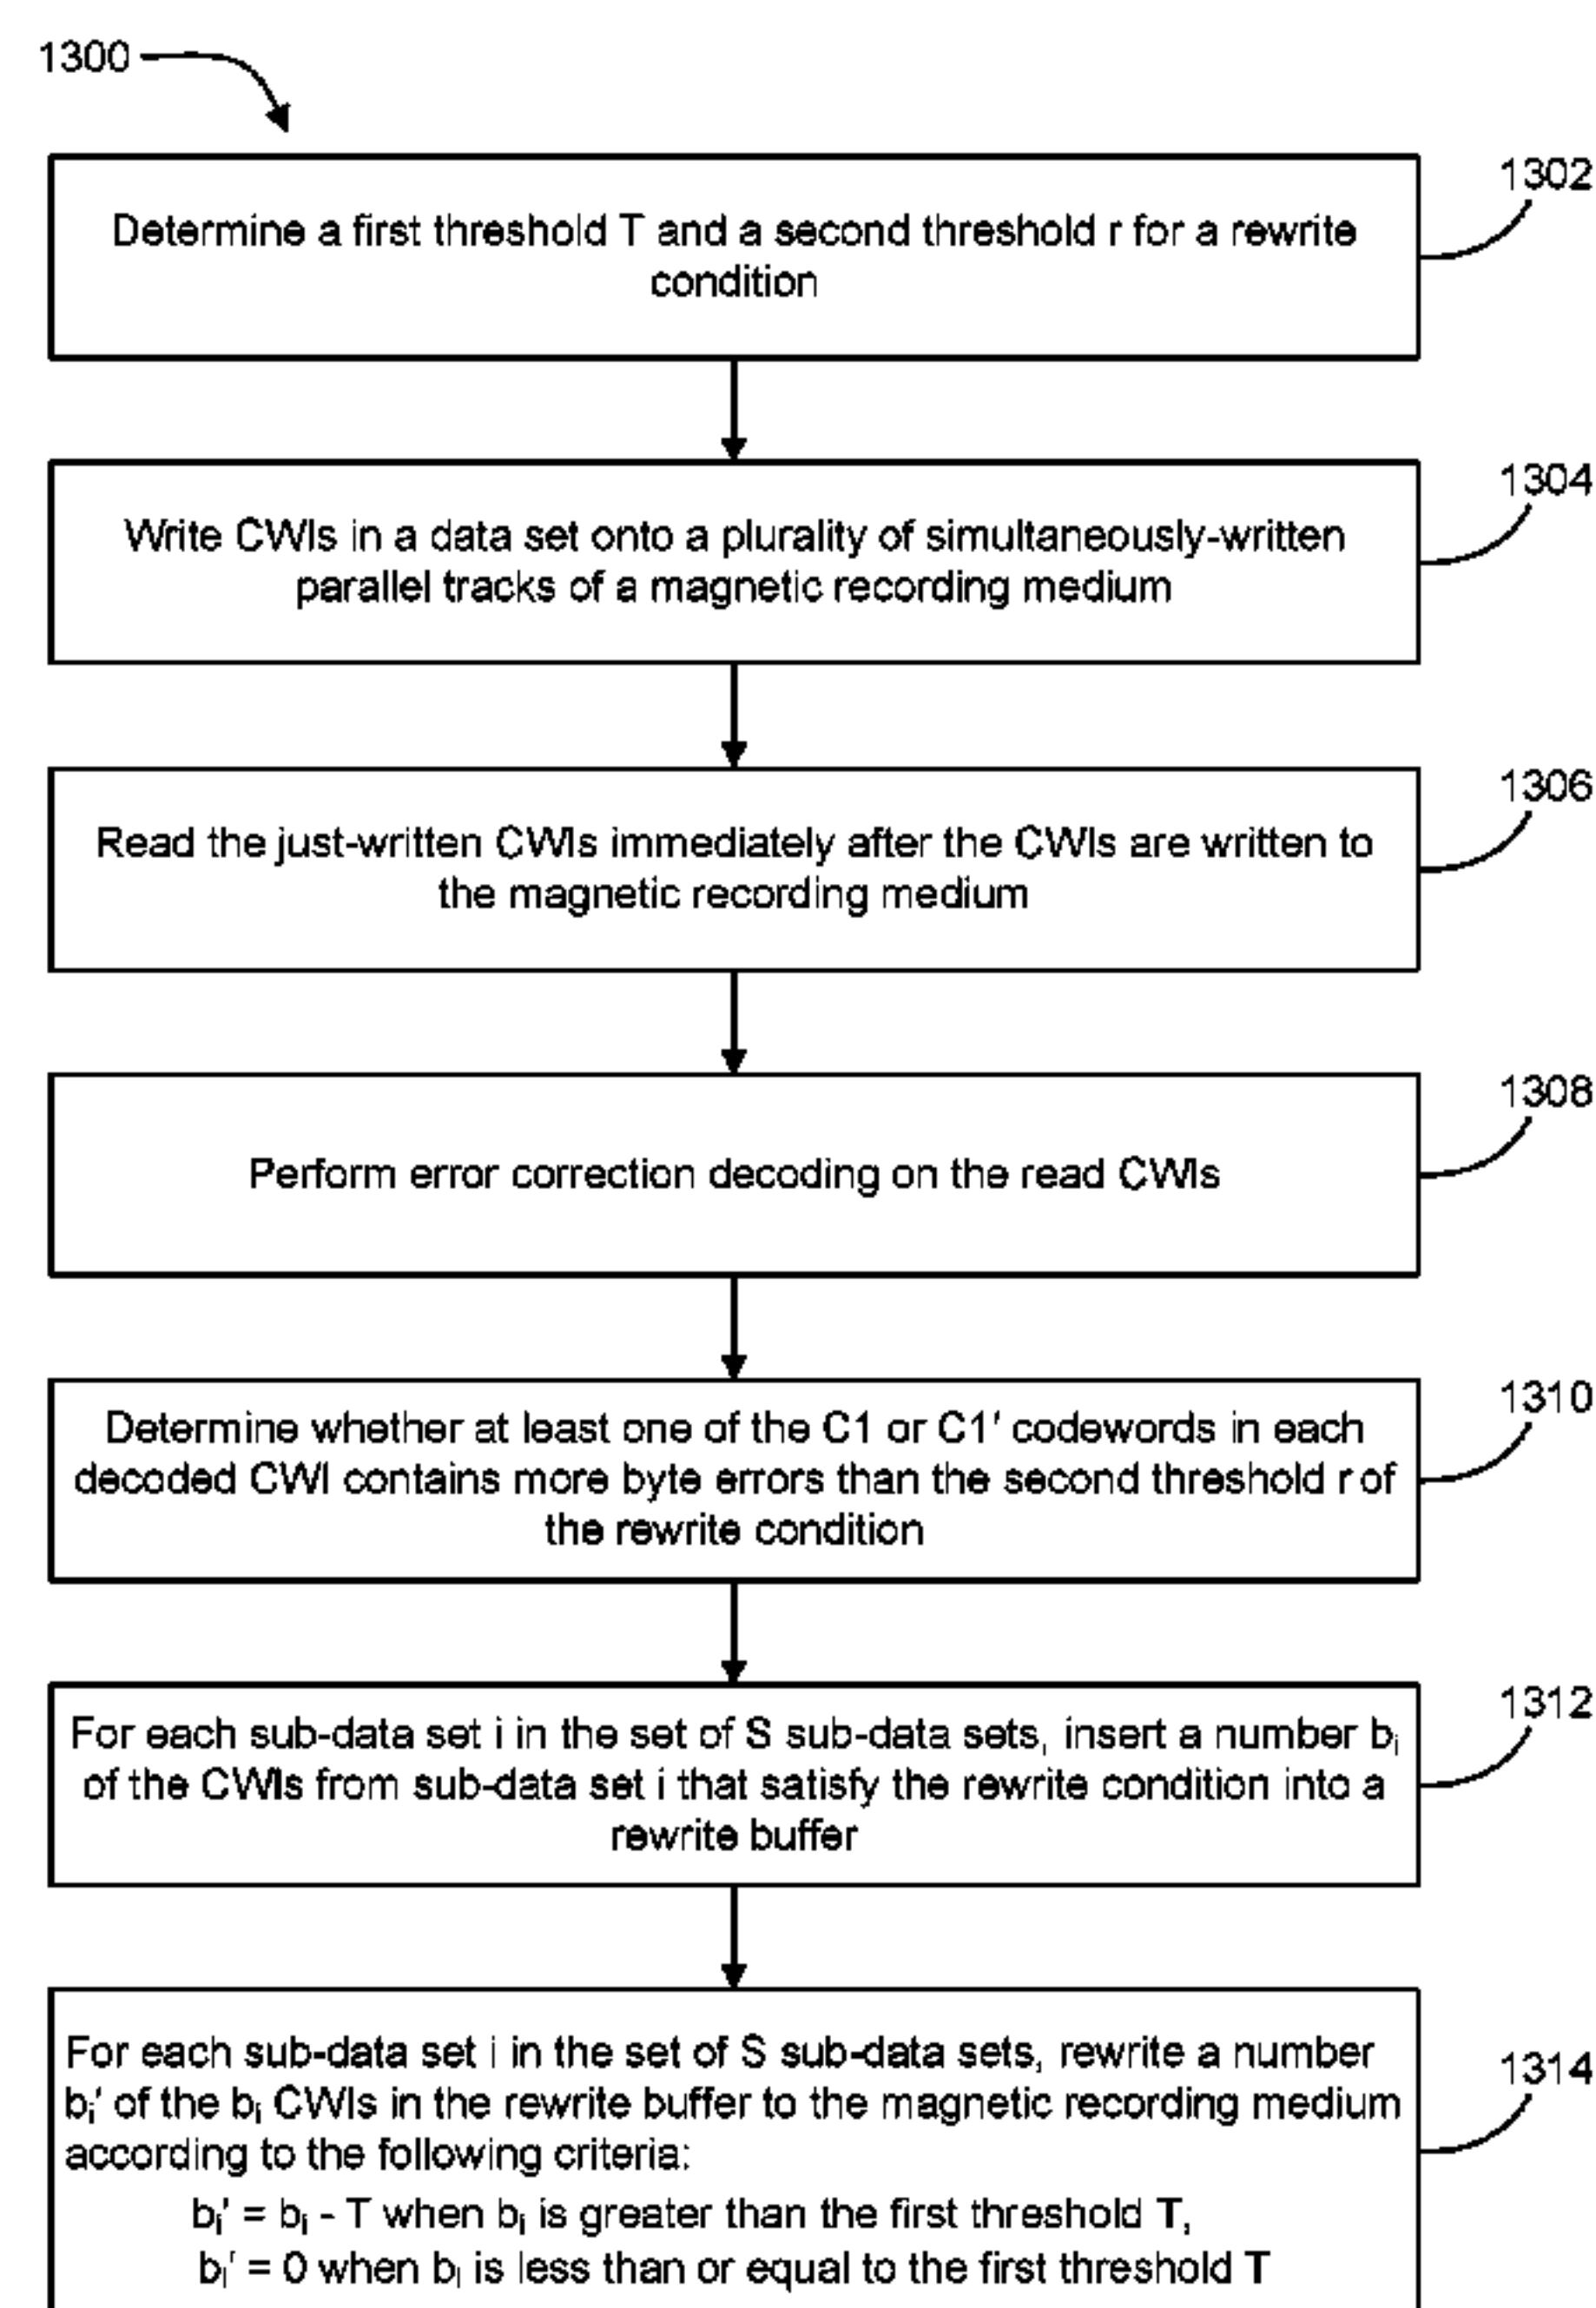 1300
Determine a first threshold T and a second threshold r for a rewrite
condition
1302
Write CWIs in a data set onto a plurality of simultaneously-written
parallel tracks of a magnetic recording medium
1304
Read the just-written CWIs immediately after the CWIs are written to
the magnetic recording medium
1306
Perform error correction decoding on the read CWIs
1308
Determine whether at least one of the C1 or C1' codewords in each
decoded CWI contains more byte errors than the second threshold r of
the rewrite condition
1310
For each sub-data set i in the set of S sub-data sets, insert a number bᵢ
of the CWIs from sub-data set i that satisfy the rewrite condition into a
rewrite buffer
1312
For each sub-data set i in the set of S sub-data sets, rewrite a number
bᵢ' of the bᵢ CWIs in the rewrite buffer to the magnetic recording medium
according to the following criteria:
bᵢ' = bᵢ - T when bᵢ is greater than the first threshold T,
bᵢ' = 0 when bᵢ is less than or equal to the first threshold T
1314